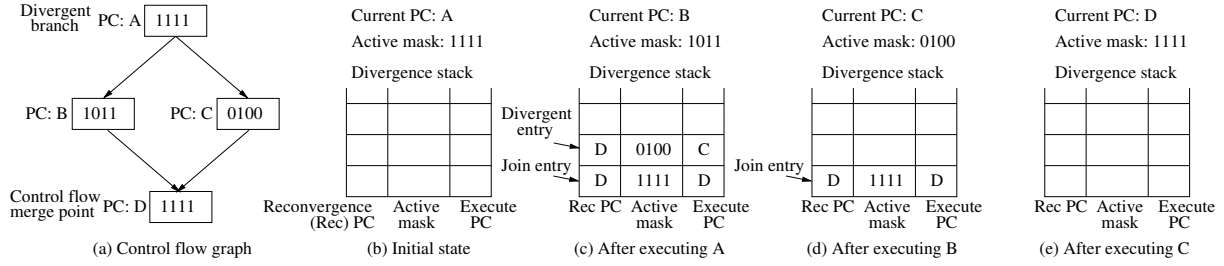 Divergent
branch
PC: A
1111
PC: B
1011
PC: C
0100
Control flow
merge point
PC: D
1111
(a) Control flow graph
Current PC: A
Active mask: 1111
Divergence stack
Reconvergence
(Rec) PC
Active
mask
Execute
PC
(b) Initial state
Current PC: B
Active mask: 1011
Divergence stack
Divergent
entry
D 0100 C
Join entry
D 1111 D
Rec PC
Active
mask
Execute
PC
(c) After executing A
Current PC: C
Active mask: 0100
Divergence stack
Join entry
D 1111 D
Rec PC
Active
mask
Execute
PC
(d) After executing B
Current PC: D
Active mask: 1111
Divergence stack
Rec PC
Active
mask
Execute
PC
(e) After executing C